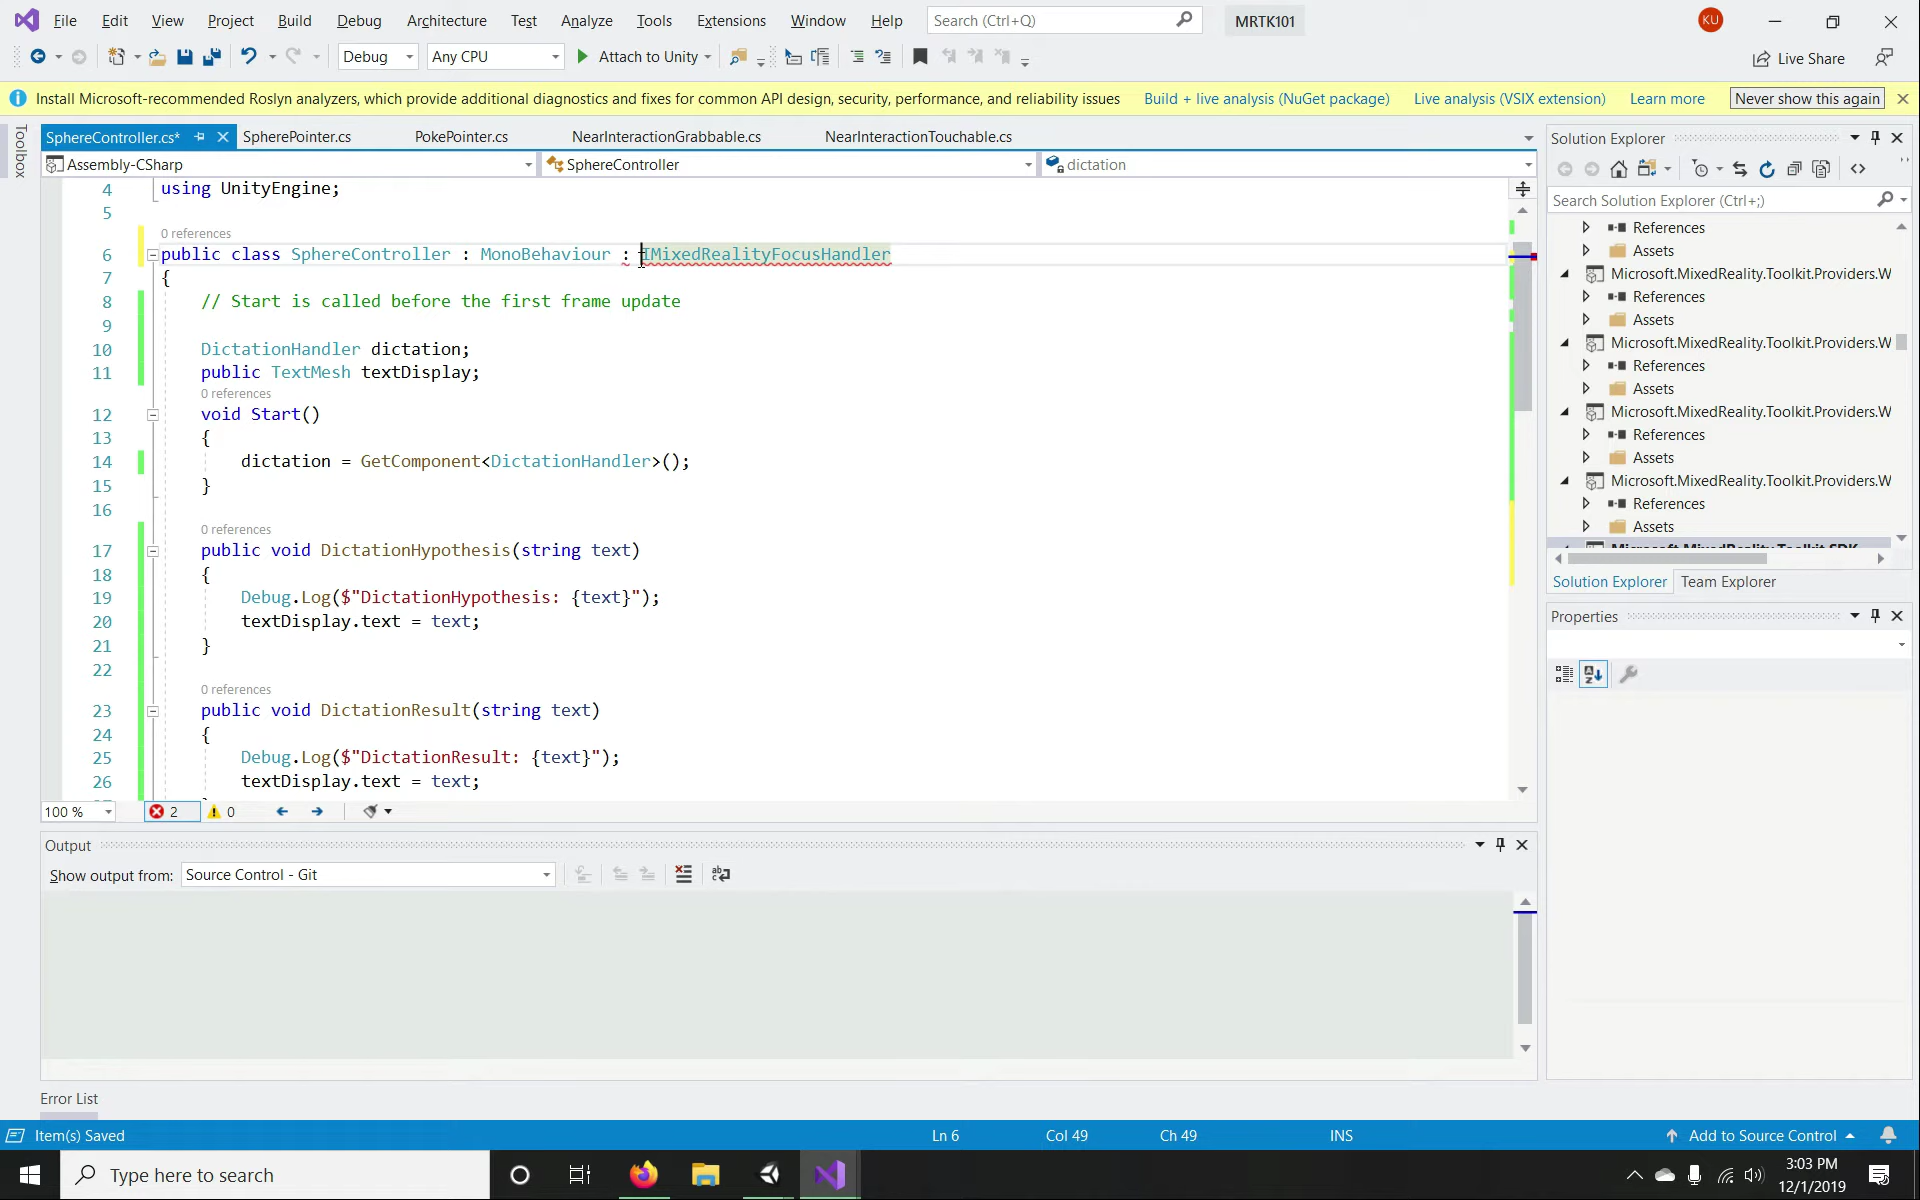 File Edit View Project Build Debug Architecture Test Analyze Tools Extensions Window Help Search (Ctrl+Q) MRTK101 KU
Debug Any CPU Attach to Unity Live Share
Install Microsoft-recommended Roslyn analyzers, which provide additional diagnostics and fixes for common API design, security, performance, and reliability issues Build + live analysis (NuGet package) Live analysis (VSIX extension) Learn more Never show this again
Toolbox
SphereController.cs* SpherePointer.cs PokePointer.cs NearInteractionGrabbable.cs NearInteractionTouchable.cs
Assembly-CSharp SphereController dictation
4 using UnityEngine;
5
0 references
6 public class SphereController : MonoBehaviour : IMixedRealityFocusHandler
7 {
8 // Start is called before the first frame update
9
10 DictationHandler dictation;
11 public TextMesh textDisplay;
0 references
12 void Start()
13 {
14 dictation = GetComponent<DictationHandler>();
15 }
16
0 references
17 public void DictationHypothesis(string text)
18 {
19 Debug.Log($"DictationHypothesis: {text}");
20 textDisplay.text = text;
21 }
22
0 references
23 public void DictationResult(string text)
24 {
25 Debug.Log($"DictationResult: {text}");
26 textDisplay.text = text;
100 % 2 0
Output
Show output from: Source Control - Git
Error List
Solution Explorer
Search Solution Explorer (Ctrl+;)
References
Assets
Microsoft.MixedReality.Toolkit.Providers.W
References
Assets
Microsoft.MixedReality.Toolkit.Providers.W
References
Assets
Microsoft.MixedReality.Toolkit.Providers.W
References
Assets
Microsoft.MixedReality.Toolkit.Providers.W
References
Assets
Microsoft.MixedReality.Toolkit.SDK
Solution Explorer Team Explorer
Properties
Item(s) Saved Ln 6 Col 49 Ch 49 INS Add to Source Control
Type here to search 3:03 PM
12/1/2019